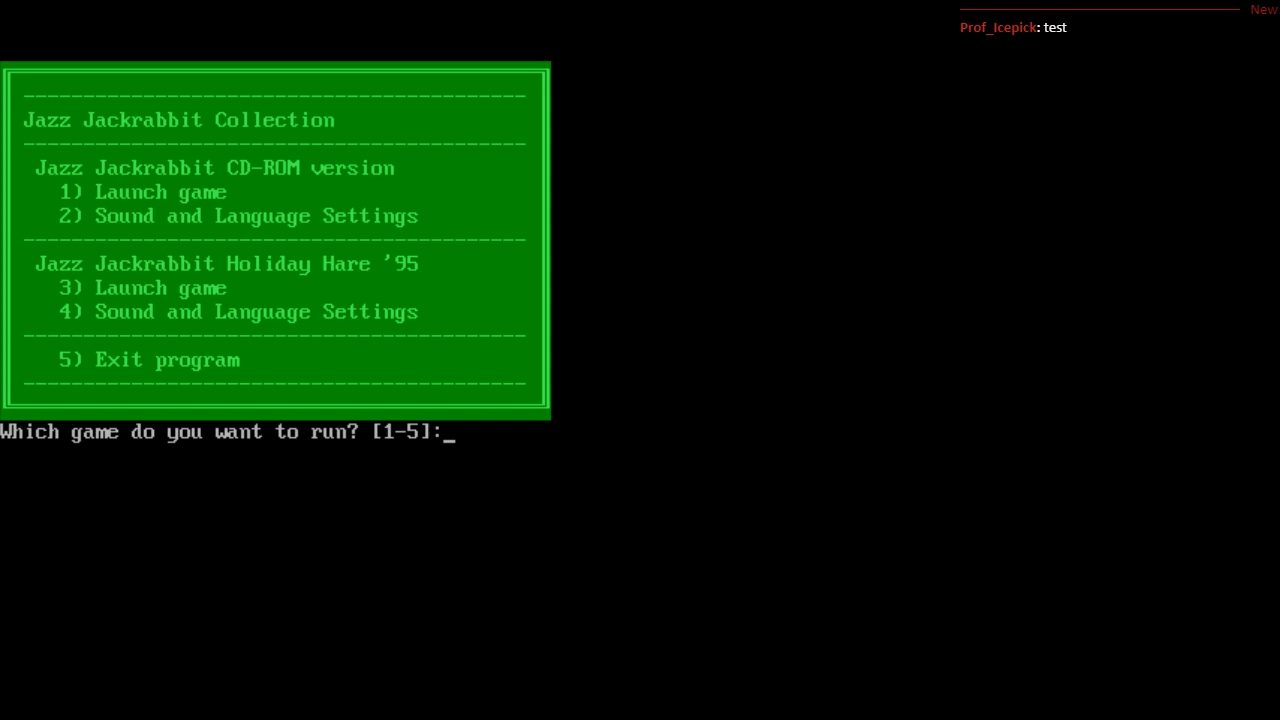 New
Prof_Icepick: test
Jazz Jackrabbit Collection
Jazz Jackrabbit CD-ROM version
1) Launch game
2) Sound and Language Settings
Jazz Jackrabbit Holiday Hare '95
3) Launch game
4) Sound and Language Settings
5) Exit program
Which game do you want to run? [1-5]:_